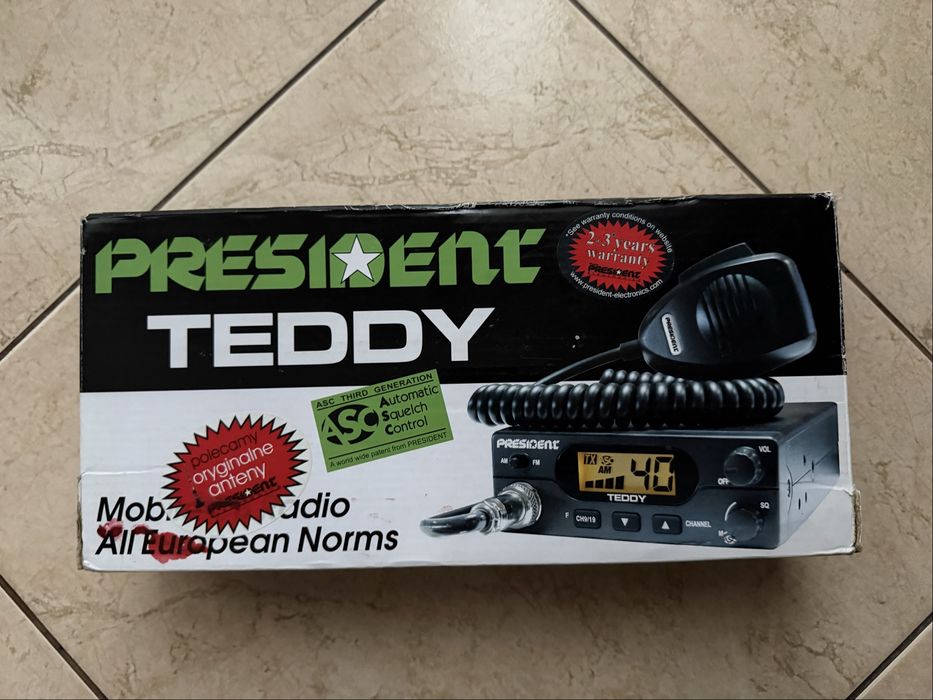 PRESIDENT
TEDDY
*See warranty conditions on website
2+3* years
warranty
PRESIDENT
www.president-electronics.com
PRESIDENT
ASC THIRD GENERATION
ASC
Automatic
Squelch
Control
A world wide patent from PRESIDENT
polecamy
oryginalne
anteny
PRESIDENT
Mob adio
All European Norms
PRESIDENT
AM FM
TX ASC
AM
40
TEDDY
VOL
OFF
SQ
F CH9/19 ▼ ▲ CHANNEL